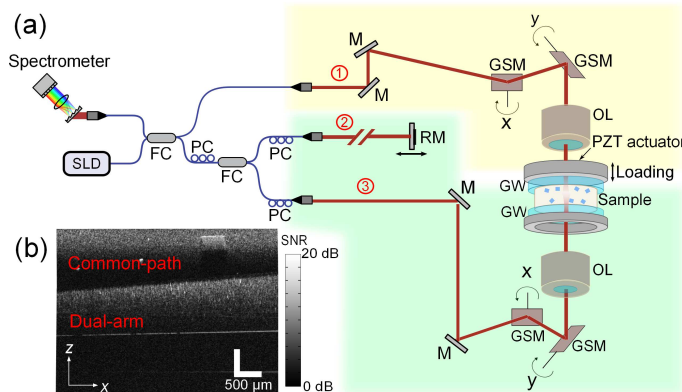 (a)
Spectrometer
SLD
FC
PC
FC
PC
PC
①
②
③
RM
M
M
GSM
x
y
GSM
OL
PZT actuator
Loading
GW
Sample
GW
OL
M
M
x
GSM
GSM
y
(b)
Common-path
Dual-arm
z
x
500 µm
SNR
20 dB
0 dB